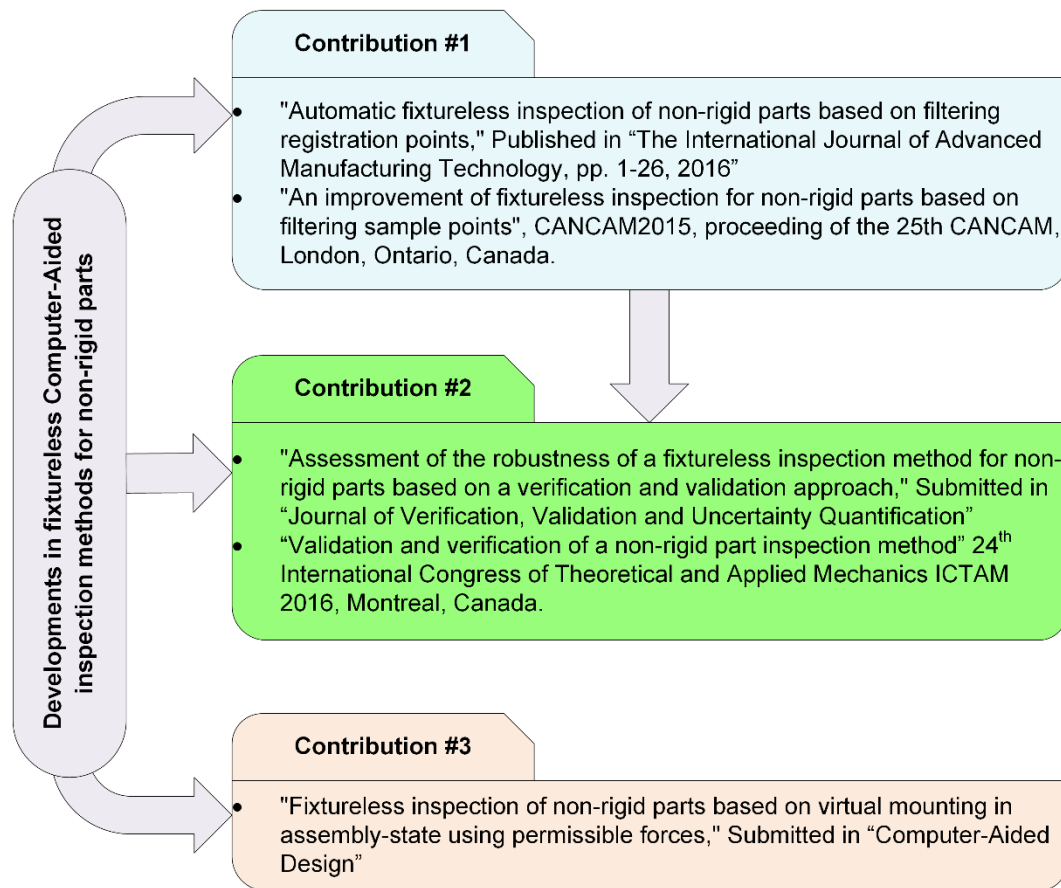 Developments in fixtureless Computer-Aided
inspection methods for non-rigid parts
Contribution #1
• "Automatic fixtureless inspection of non-rigid parts based on filtering
registration points," Published in “The International Journal of Advanced
Manufacturing Technology, pp. 1-26, 2016”
• "An improvement of fixtureless inspection for non-rigid parts based on
filtering sample points", CANCAM2015, proceeding of the 25th CANCAM,
London, Ontario, Canada.
Contribution #2
• "Assessment of the robustness of a fixtureless inspection method for non-
rigid parts based on a verification and validation approach," Submitted in
“Journal of Verification, Validation and Uncertainty Quantification”
• “Validation and verification of a non-rigid part inspection method” 24th
International Congress of Theoretical and Applied Mechanics ICTAM
2016, Montreal, Canada.
Contribution #3
• "Fixtureless inspection of non-rigid parts based on virtual mounting in
assembly-state using permissible forces," Submitted in “Computer-Aided
Design”